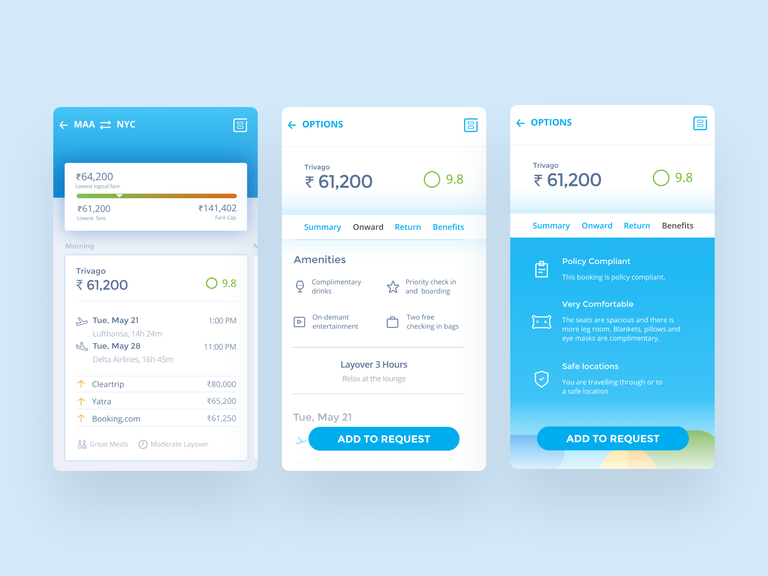 MAA ⇄ NYC
₹64,200
Lowest logical fare
₹61,200 ₹141,402
Lowest fare Fare Cap
Morning
M
Trivago
₹ 61,200 9.8
Tue, May 21 1:00 PM
Lufthansa, 14h 24m
Tue, May 28 11:00 PM
Delta Airlines, 16h 45m
Cleartrip ₹80,000
Yatra ₹65,200
Booking.com ₹61,250
Great Meals Moderate Layover
OPTIONS
Trivago
₹ 61,200 9.8
Summary Onward Return Benefits
Amenities
Complimentary
drinks
Priority check in
and boarding
On-demand
entertainment
Two free
checking in bags
Layover 3 Hours
Relax at the lounge
Tue, May 21
ADD TO REQUEST
OPTIONS
Trivago
₹ 61,200 9.8
Summary Onward Return Benefits
Policy Compliant
This booking is policy compliant.
Very Comfortable
The seats are spacious and there is
more leg room. Blankets, pillows and
eye masks are complimentary.
Safe locations
You are travelling through or to
a safe location
ADD TO REQUEST